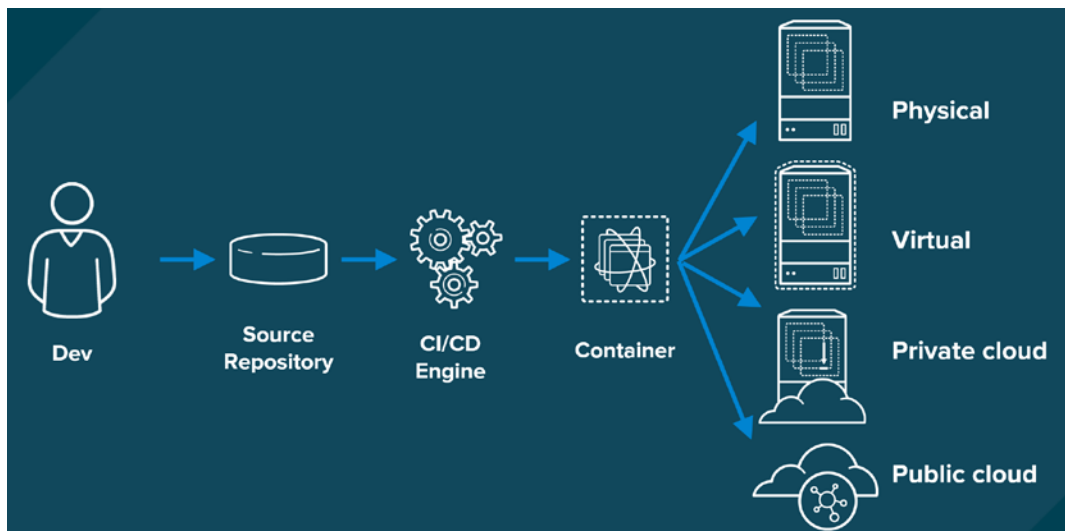 Dev
Source
Repository
CI/CD
Engine
Container
Physical
Virtual
Private cloud
Public cloud